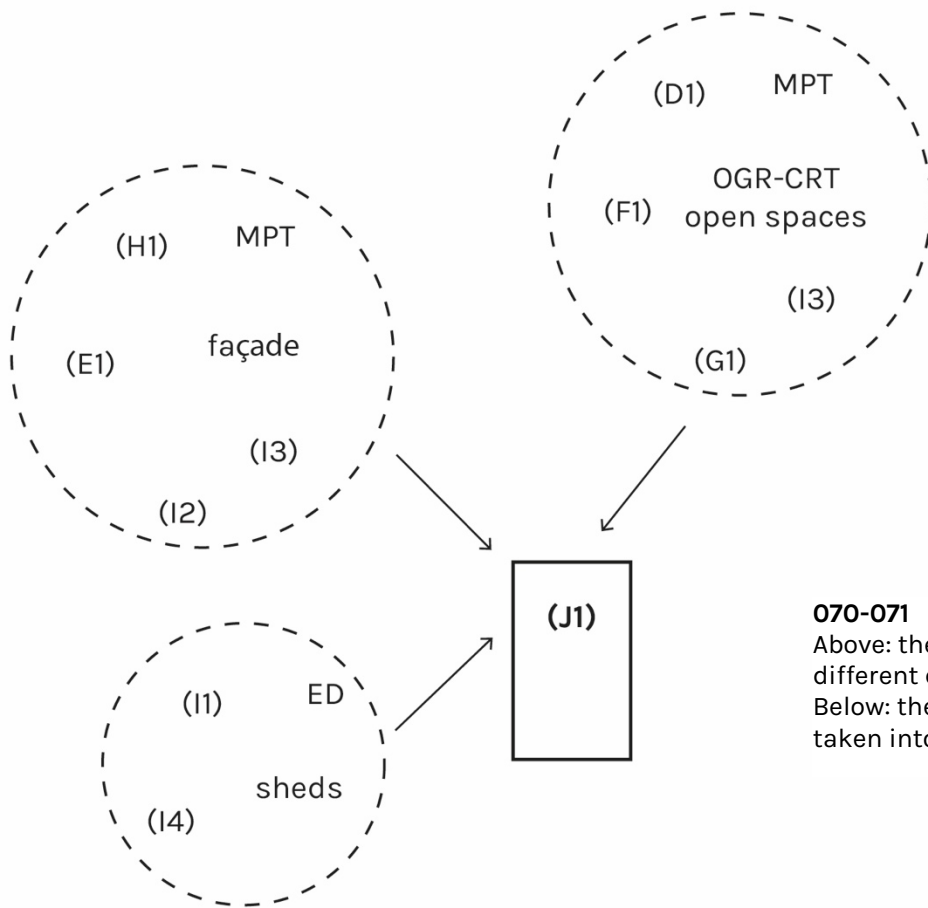 (D1)
MPT
OGR-CRT
open spaces
(F1)
(I3)
(G1)
(H1)
MPT
façade
(E1)
(I3)
(I2)
(J1)
070-071
Above: the
different
Below: the
taken into
(I1)
ED
sheds
(I4)